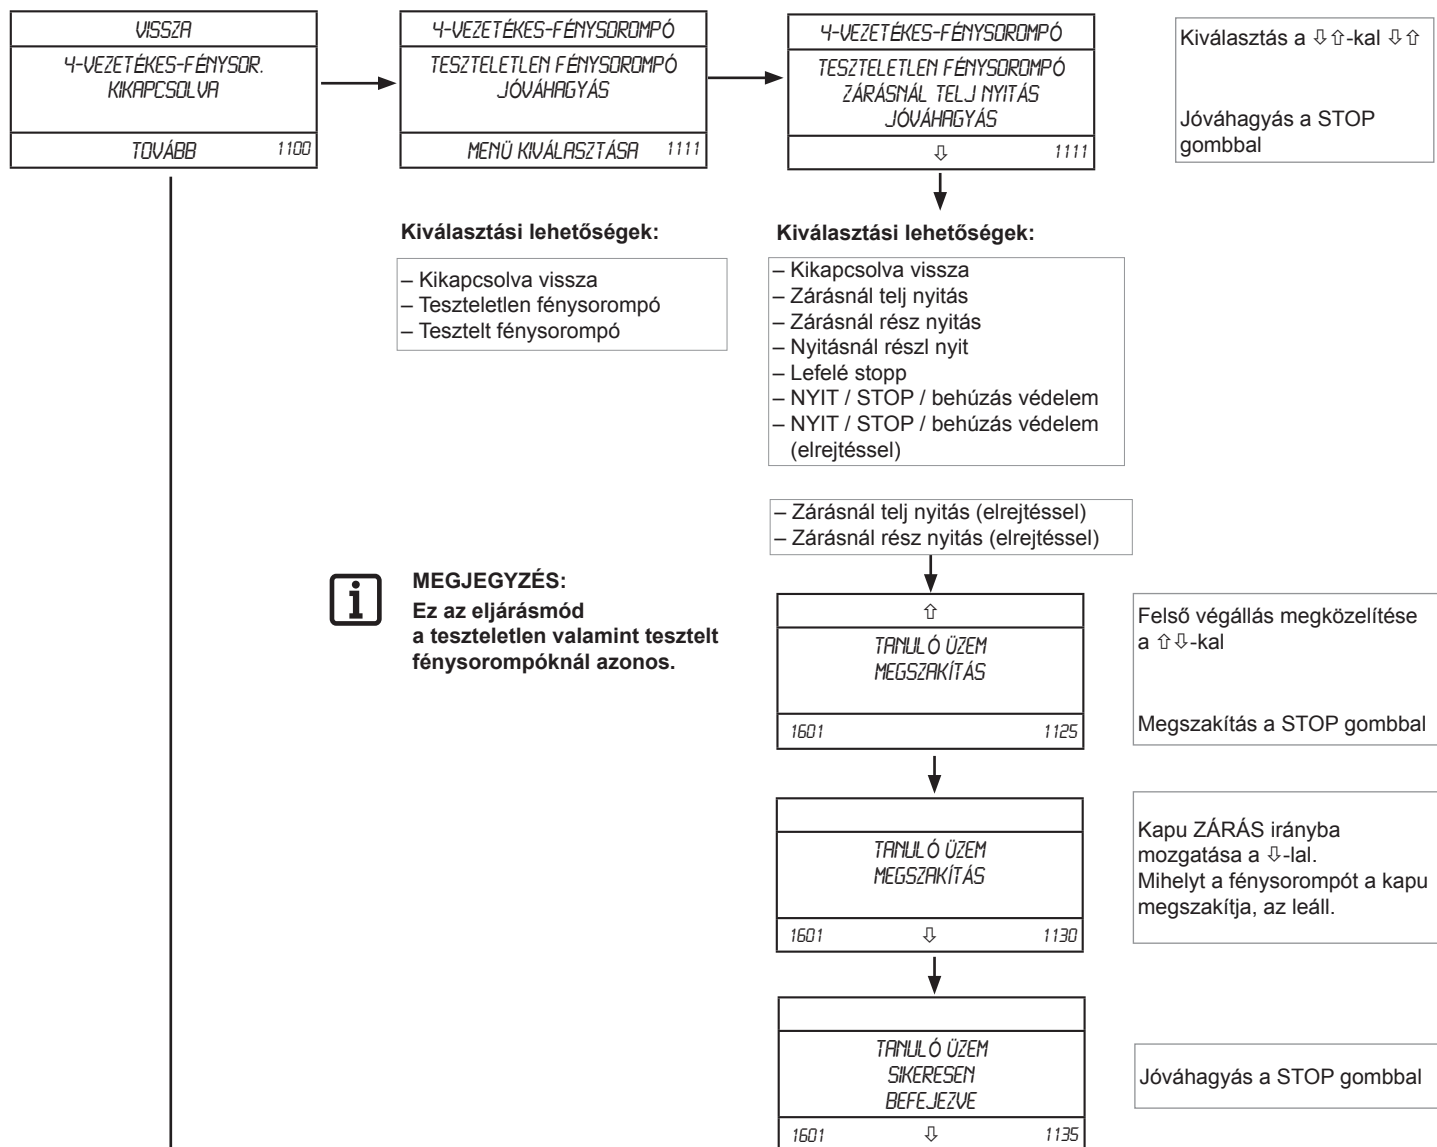 VISSZA
4-VEZETÉKES-FÉNYSOR.
KIKAPCSOLVA
TOVÁBB 1100
4-VEZETÉKES-FÉNYSOROMPÓ
TESZTELETLEN FÉNYSOROMPÓ
JÓVÁHAGYÁS
MENÜ KIVÁLASZTÁSA 1111
4-VEZETÉKES-FÉNYSOROMPÓ
TESZTELETLEN FÉNYSOROMPÓ
ZÁRÁSNÁL TELJ NYITÁS
JÓVÁHAGYÁS
⇩ 1111
Kiválasztás a ⇩⇧-kal ⇩⇧
Jóváhagyás a STOP
gombbal
Kiválasztási lehetőségek:
– Kikapcsolva vissza
– Teszteletlen fénysorompó
– Tesztelt fénysorompó
Kiválasztási lehetőségek:
– Kikapcsolva vissza
– Zárásnál telj nyitás
– Zárásnál rész nyitás
– Nyitásnál részl nyit
– Lefelé stopp
– NYIT / STOP / behúzás védelem
– NYIT / STOP / behúzás védelem
(elrejtéssel)
– Zárásnál telj nyitás (elrejtéssel)
– Zárásnál rész nyitás (elrejtéssel)
MEGJEGYZÉS:
Ez az eljárásmód
a teszteletlen valamint tesztelt
fénysorompóknál azonos.
⇧
TANULÓ ÜZEM
MEGSZAKÍTÁS
1601 1125
Felső végállás megközelítése
a ⇧⇩-kal
Megszakítás a STOP gombbal
TANULÓ ÜZEM
MEGSZAKÍTÁS
1601 ⇩ 1130
Kapu ZÁRÁS irányba
mozgatása a ⇩-lal.
Mihelyt a fénysorompót a kapu
megszakítja, az leáll.
TANULÓ ÜZEM
SIKERESEN
BEFEJEZVE
1601 ⇩ 1135
Jóváhagyás a STOP gombbal